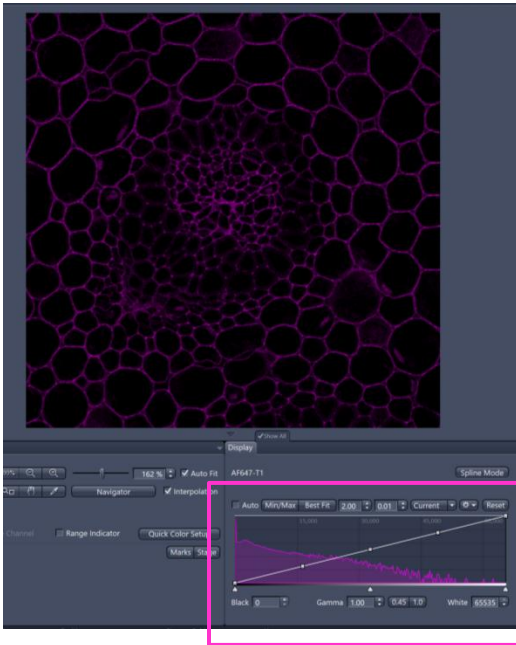 Show All
Display
162 % Auto Fit
AF647-T1
Spline Mode
Navigator
Interpolation
Auto Min/Max Best Fit 2.00 0.01 Current Reset
15,000 30,000 45,000
Channel
Range Indicator
Quick Color Setup
Marks
Black 0 Gamma 1.00 0.45 1.0 White 65535